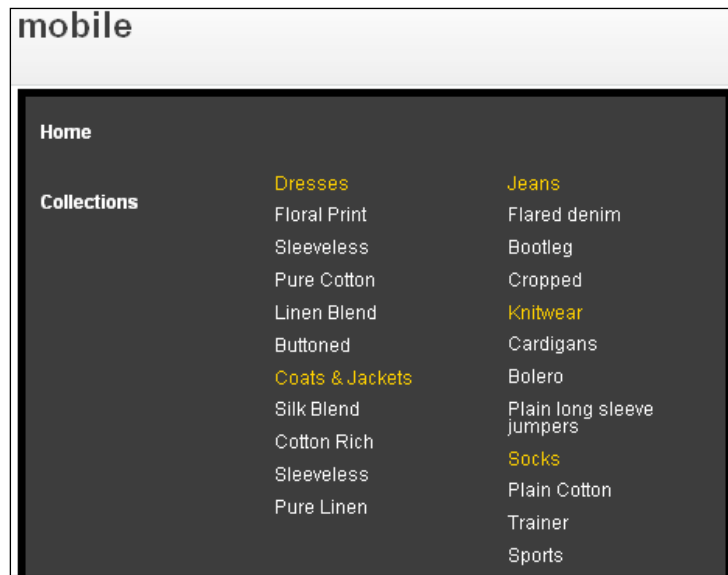 mobile
Home
Collections
Dresses
Floral Print
Sleeveless
Pure Cotton
Linen Blend
Buttoned
Coats & Jackets
Silk Blend
Cotton Rich
Sleeveless
Pure Linen
Jeans
Flared denim
Bootleg
Cropped
Knitwear
Cardigans
Bolero
Plain long sleeve
jumpers
Socks
Plain Cotton
Trainer
Sports